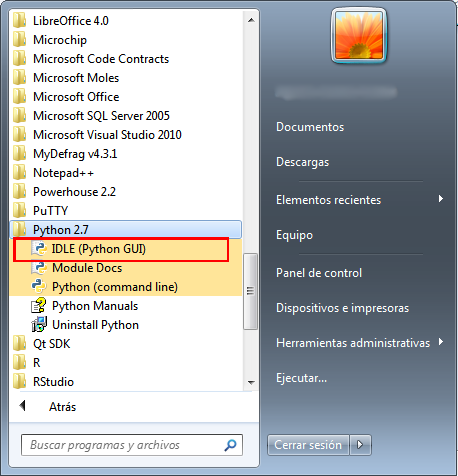 LibreOffice 4.0
Microchip
Microsoft Code Contracts
Microsoft Moles
Microsoft Office
Microsoft SQL Server 2005
Microsoft Visual Studio 2010
MyDefrag v4.3.1
Notepad++
Powerhouse 2.2
PuTTY
Python 2.7
IDLE (Python GUI)
Module Docs
Python (command line)
Python Manuals
Uninstall Python
Qt SDK
R
RStudio
Atrás
Buscar programas y archivos
Documentos
Descargas
Elementos recientes
Equipo
Panel de control
Dispositivos e impresoras
Herramientas administrativas
Ejecutar...
Cerrar sesión